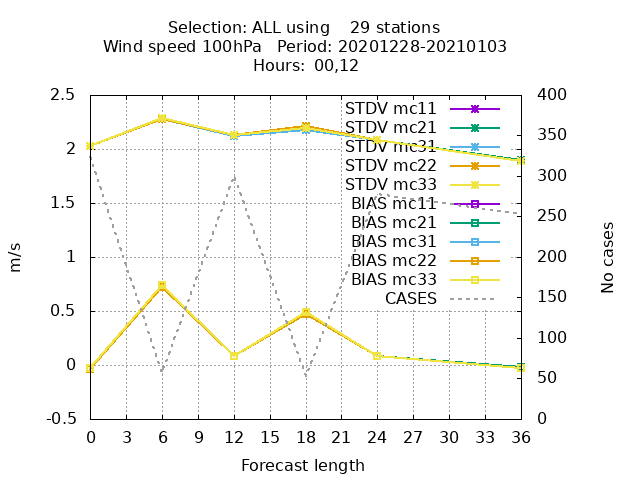 Selection: ALL using    29 stations
Wind speed 100hPa   Period: 20201228-20210103
Hours:  00,12
2.5
2
1.5
1
0.5
0
-0.5
m/s
400
350
300
250
200
150
100
50
0
No cases
STDV mc11
STDV mc21
STDV mc31
STDV mc22
STDV mc33
BIAS mc11
BIAS mc21
BIAS mc31
BIAS mc22
BIAS mc33
CASES
0 3 6 9 12 15 18 21 24 27 30 33 36
Forecast length